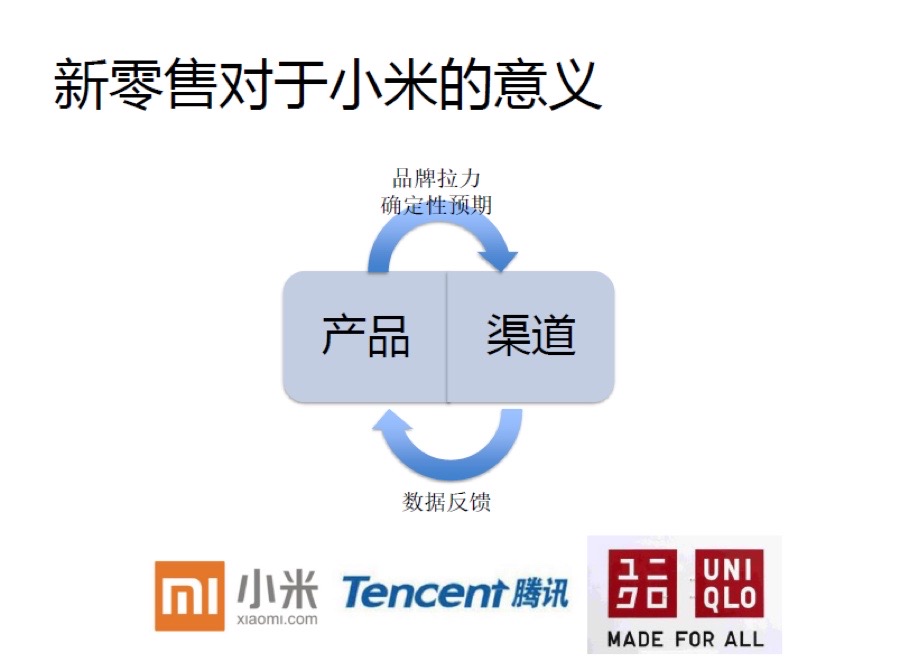 新零售对于小米的意义
品牌拉力
确定性预期
产品
渠道
数据反馈
mi 小米
xiaomi.com
Tencent 腾讯
ユニ UNI
クロ QLO
MADE FOR ALL